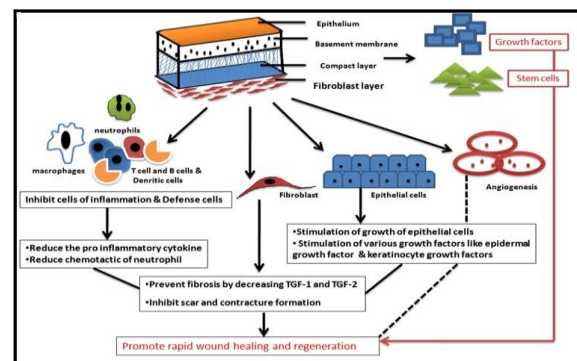 Epithelium
Basement membrane
Compact layer
Fibroblast layer
Growth factors
Stem cells
neutrophils
macrophages
T cell and B cells &
Denritic cells
Inhibit cells of inflammation & Defense cells
Fibroblast
Epithelial cells
Angiogenesis
•Reduce the pro inflammatory cytokine
•Reduce chemotactic of neutrophil
•Stimulation of growth of epithelial cells
•Stimulation of various growth factors like epidermal
growth factor & keratinocyte growth factors
•Prevent fibrosis by decreasing TGF-1 and TGF-2
•Inhibit scar and contracture formation
Promote rapid wound healing and regeneration